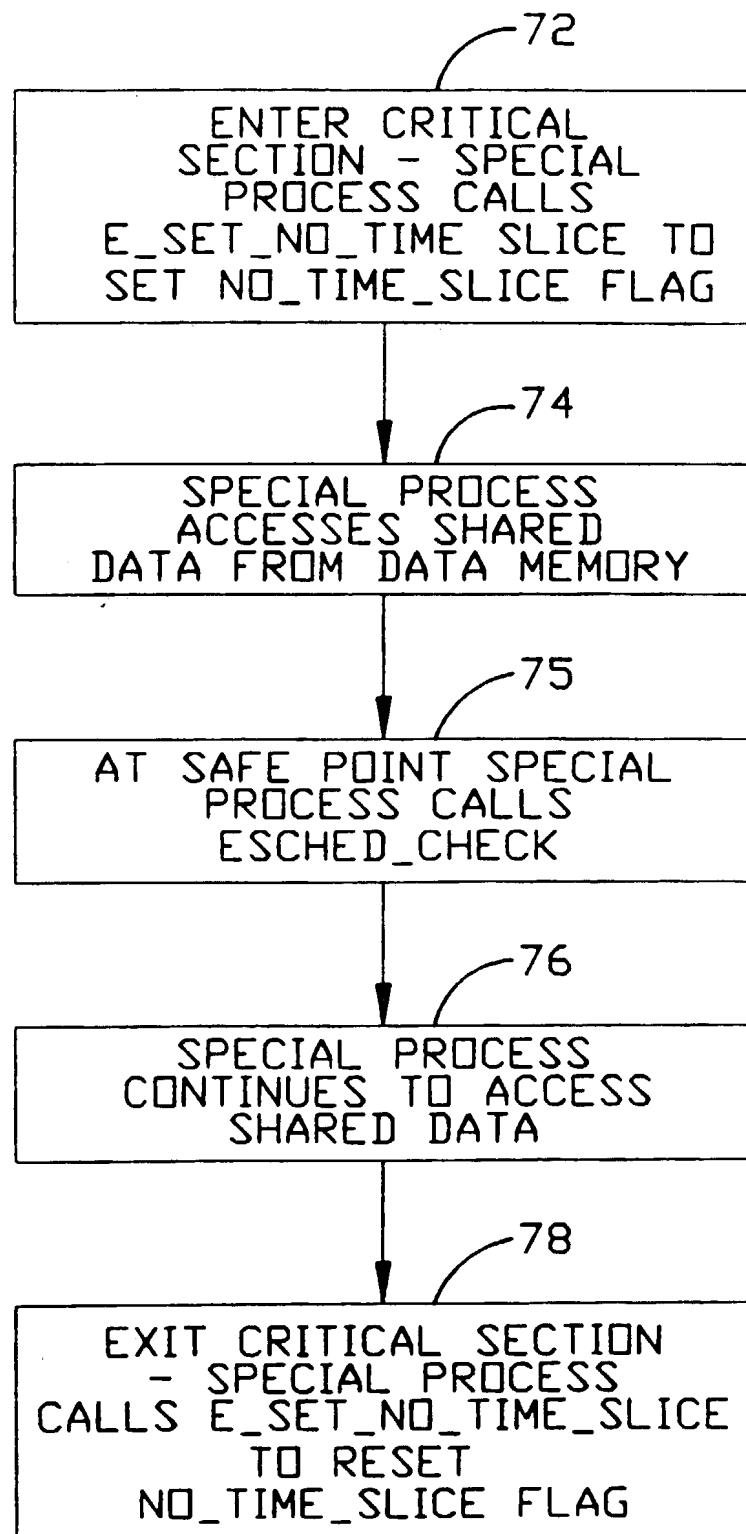 72
ENTER CRITICAL
SECTION - SPECIAL
PROCESS CALLS
E_SET_NO_TIME SLICE TO
SET NO_TIME_SLICE FLAG
74
SPECIAL PROCESS
ACCESSES SHARED
DATA FROM DATA MEMORY
75
AT SAFE POINT SPECIAL
PROCESS CALLS
ESCHED_CHECK
76
SPECIAL PROCESS
CONTINUES TO ACCESS
SHARED DATA
78
EXIT CRITICAL SECTION
- SPECIAL PROCESS
CALLS E_SET_NO_TIME_SLICE
TO RESET
NO_TIME_SLICE FLAG